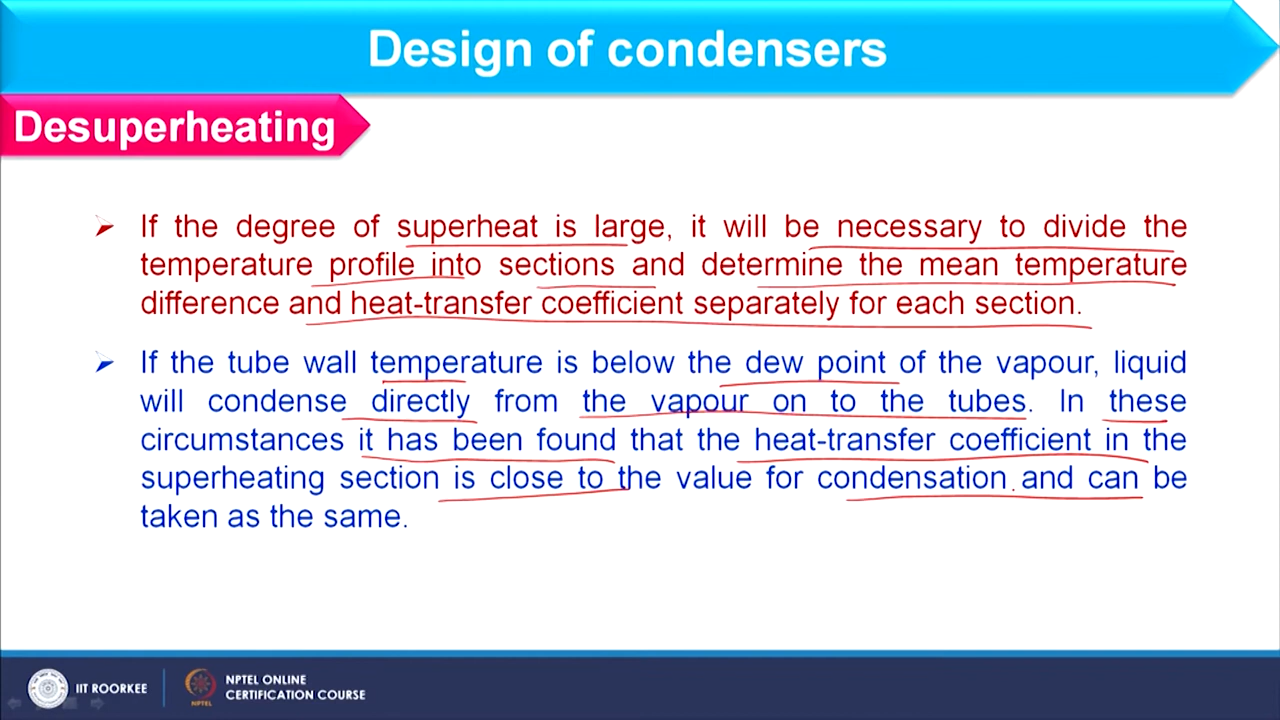 Design of condensers
Desuperheating
If the degree of superheat is large, it will be necessary to divide the
temperature profile into sections and determine the mean temperature
difference and heat-transfer coefficient separately for each section.
If the tube wall temperature is below the dew point of the vapour, liquid
will condense directly from the vapour on to the tubes. In these
circumstances it has been found that the heat-transfer coefficient in the
superheating section is close to the value for condensation and can be
taken as the same.
IIT ROORKEE
NPTEL
NPTEL ONLINE
CERTIFICATION COURSE